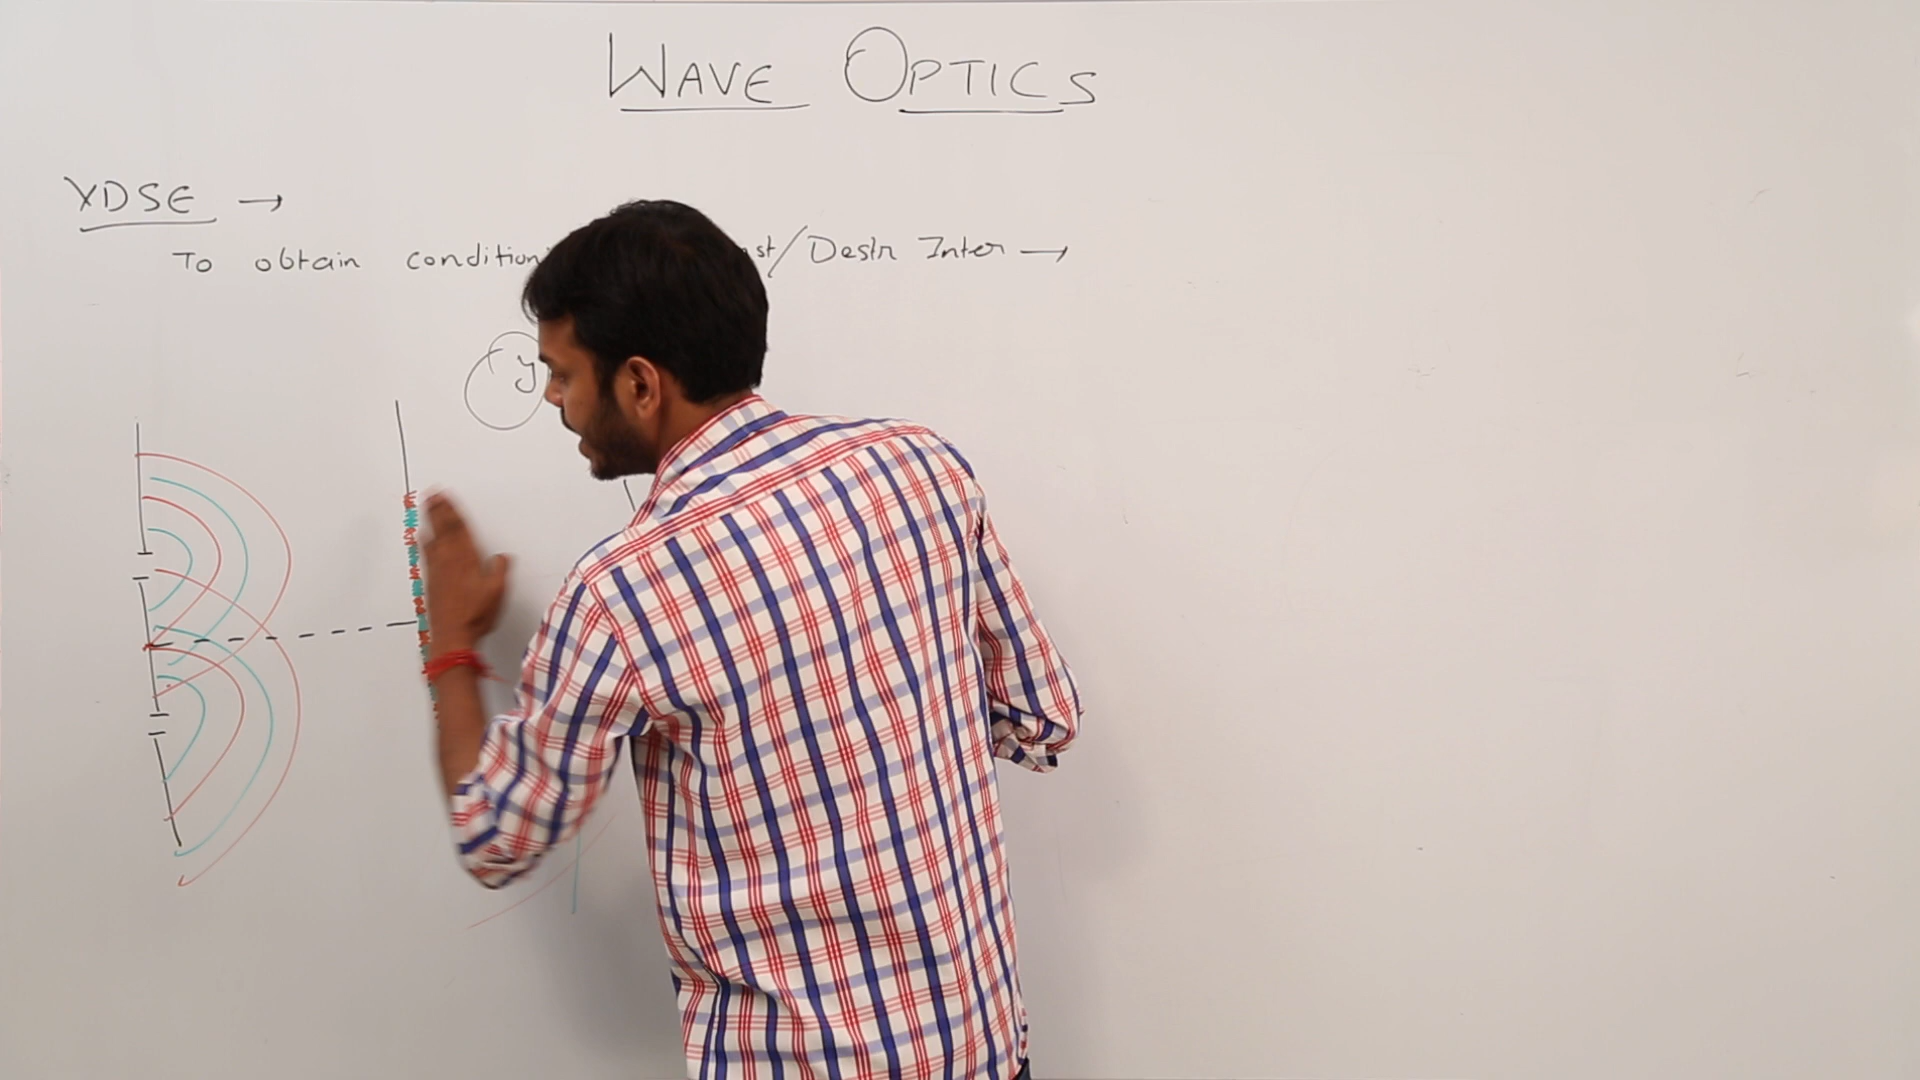 WAVE OPTICS
YDSE →
To obtain condition st/Destr Inter →
y